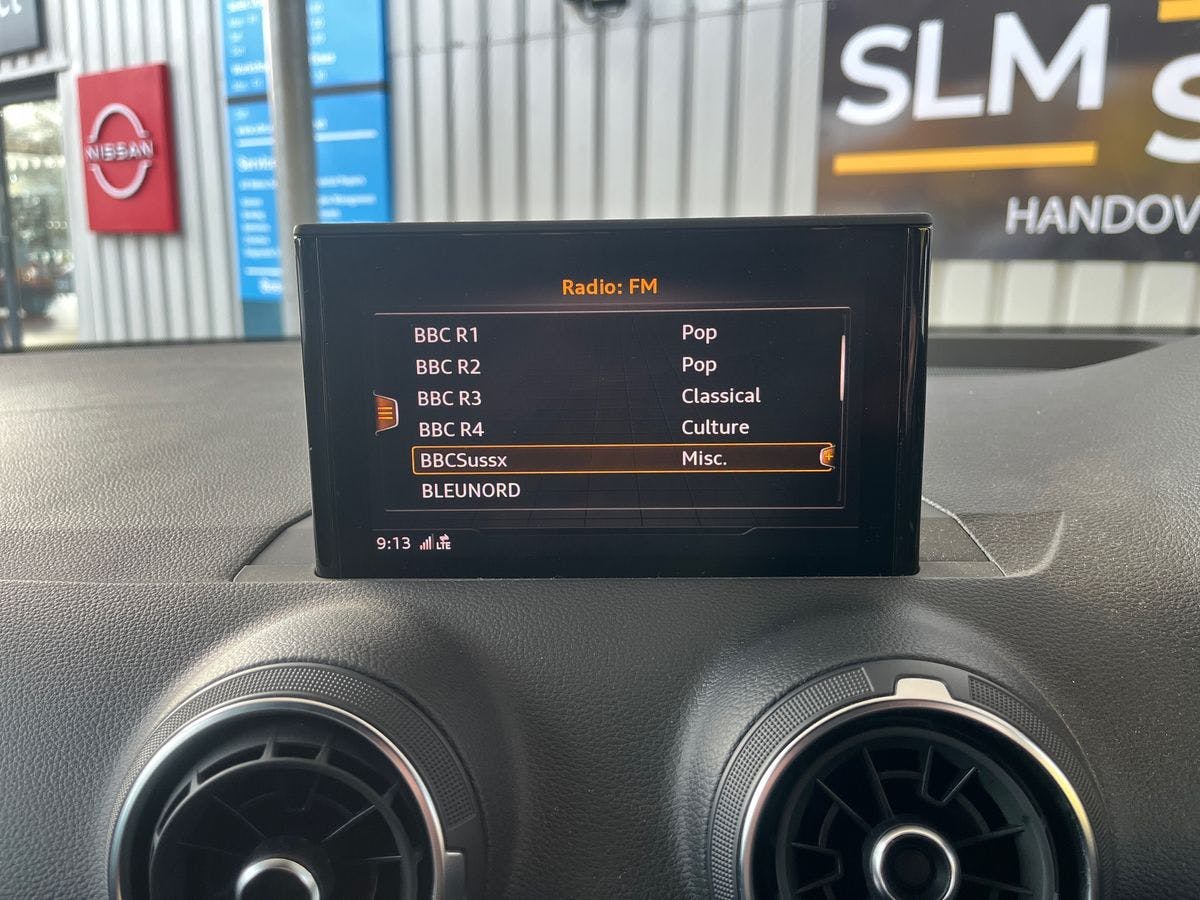 NISSAN
SLM
HANDOV
Radio: FM
BBC R1 Pop
BBC R2 Pop
BBC R3 Classical
BBC R4 Culture
BBCSussx Misc.
BLEUNORD
9:13 LTE